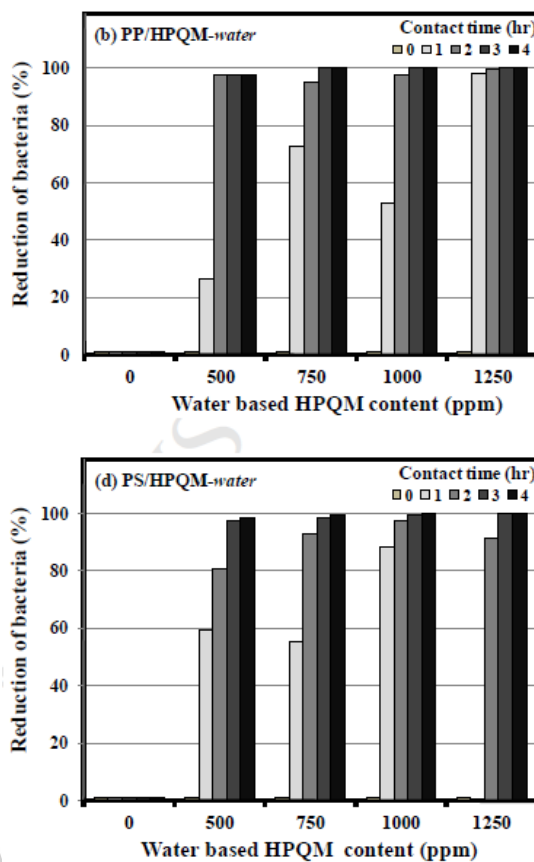 (b) PP/HPQM-water
Contact time (hr)
0 1 2 3 4
Reduction of bacteria (%)
100
80
60
40
20
0
0 500 750 1000 1250
Water based HPQM content (ppm)
(d) PS/HPQM-water
Contact time (hr)
0 1 2 3 4
Reduction of bacteria (%)
100
80
60
40
20
0
0 500 750 1000 1250
Water based HPQM content (ppm)